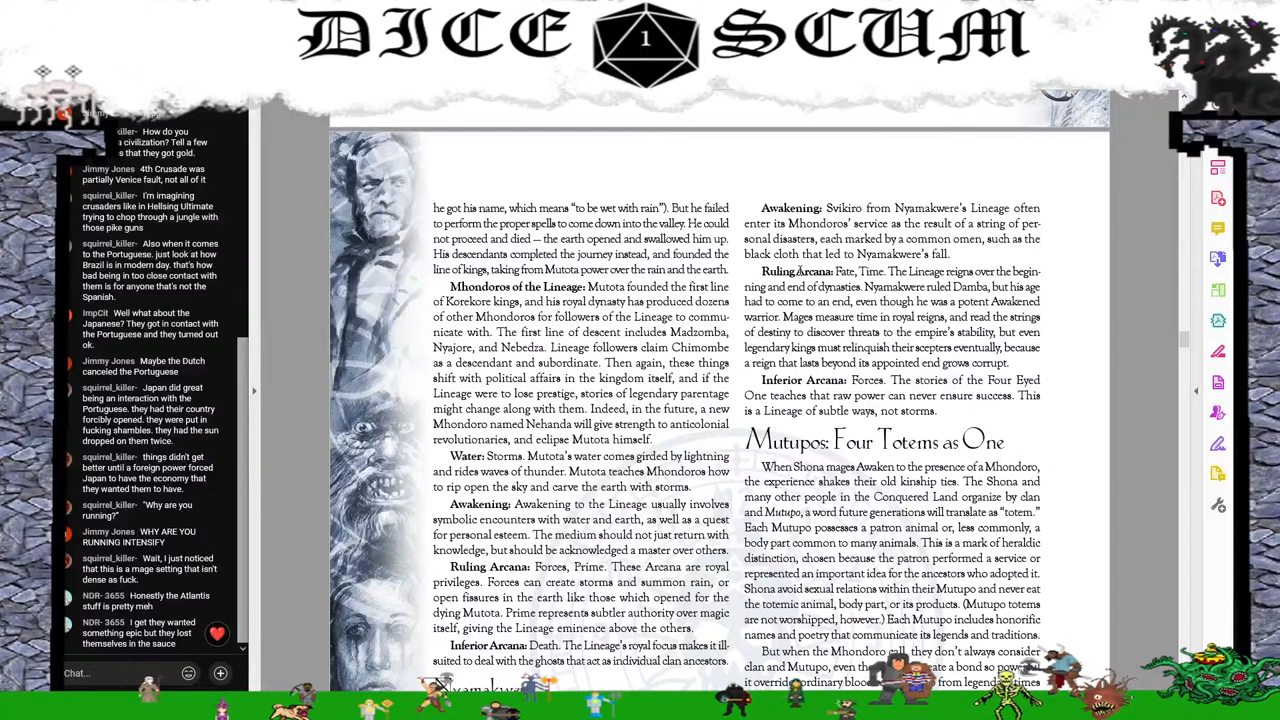 DICE 1 SCUM
killer- How do you
a civilization? Tell a few
s that they got gold.
Jimmy Jones 4th Crusade was
partially Venice fault, not all of it
squirrel_killer- I'm imagining
crusaders like in Hellsing Ultimate
trying to chop through a jungle with
those pike guns
squirrel_killer- Also when it comes
to the Portuguese. just look at how
Brazil is in modern day. that's how
bad being in too close contact with
them is for anyone that's not the
Spanish.
ImpCit Well what about the
Japanese? They got in contact with
the Portuguese and they turned out
ok.
Jimmy Jones Maybe the Dutch
canceled the Portuguese
squirrel_killer- Japan did great
being an interaction with the
Portuguese. they had their country
forcibly opened. they were put in
fucking shambles. they had the sun
dropped on them twice.
squirrel_killer- things didn't get
better until a foreign power forced
Japan to have the economy that
they wanted them to have.
squirrel_killer- "Why are you
running?"
Jimmy Jones WHY ARE YOU
RUNNING INTENSIFY
squirrel_killer- Wait, I just noticed
that this is a mage setting that isn't
dense as fuck.
NDR- 3655 Honestly the Atlantis
stuff is pretty meh
NDR- 3655 I get they wanted
something epic but they lost
themselves in the sauce
Chat...
he got his name, which means “to be wet with rain”). But he failed
to perform the proper spells to come down into the valley. He could
not proceed and died — the earth opened and swallowed him up.
His descendants completed the journey instead, and founded the
line of kings, taking from Mutota power over the rain and the earth.
Mhondoros of the Lineage: Mutota founded the first line
of Korekore kings, and his royal dynasty has produced dozens
of other Mhondoros for followers of the Lineage to commu-
nicate with. The first line of descent includes Madzomba,
Nyajore, and Nebedza. Lineage followers claim Chimombe
as a descendant and subordinate. Then again, these things
shift with political affairs in the kingdom itself, and if the
Lineage were to lose prestige, stories of legendary parentage
might change along with them. Indeed, in the future, a new
Mhondoro named Nehanda will give strength to anticolonial
revolutionaries, and eclipse Mutota himself.
Water: Storms. Mutota's water comes girded by lightning
and rides waves of thunder. Mutota teaches Mhondoros how
to rip open the sky and carve the earth with storms.
Awakening: Awakening to the Lineage usually involves
symbolic encounters with water and earth, as well as a quest
for personal esteem. The medium should not just return with
knowledge, but should be acknowledged a master over others.
Ruling Arcana: Forces, Prime. These Arcana are royal
privileges. Forces can create storms and summon rain, or
open fissures in the earth like those which opened for the
dying Mutota. Prime represents subtler authority over magic
itself, giving the Lineage eminence above the others.
Inferior Arcana: Death. The Lineage's royal focus makes it ill-
suited to deal with the ghosts that act as individual clan ancestors.
Awakening: Svikiro from Nyamakwere's Lineage often
enter its Mhondoros' service as the result of a string of per-
sonal disasters, each marked by a common omen, such as the
black cloth that led to Nyamakwere's fall.
Ruling Arcana: Fate, Time. The Lineage reigns over the begin-
ning and end of dynasties. Nyamakwere ruled Damba, but his age
had to come to an end, even though he was a potent Awakened
warrior. Mages measure time in royal reigns, and read the strings
of destiny to discover threats to the empire's stability, but even
legendary kings must relinquish their scepters eventually, because
a reign that lasts beyond its appointed end grows corrupt.
Inferior Arcana: Forces. The stories of the Four Eyed
One teaches that raw power can never ensure success. This
is a Lineage of subtle ways, not storms.
Mutupos: Four Totems as One
When Shona mages Awaken to the presence of a Mhondoro,
the experience shakes their old kinship ties. The Shona and
many other people in the Conquered Land organize by clan
and Mutupo, a word future generations will translate as “totem.”
Each Mutupo possesses a patron animal or, less commonly, a
body part common to many animals. This is a mark of heraldic
distinction, chosen because the patron performed a service or
represented an important idea for the ancestors who adopted it.
Shona avoid sexual relations within their Mutupo and never eat
the totemic animal, body part, or its products. (Mutupo totems
are not worshipped, however.) Each Mutupo includes honorific
names and poetry that communicate its legends and traditions.
But when the Mhondoro call, they don't always consider
clan and Mutupo, even the create a bond so powerful
it override ordinary blood from legend times